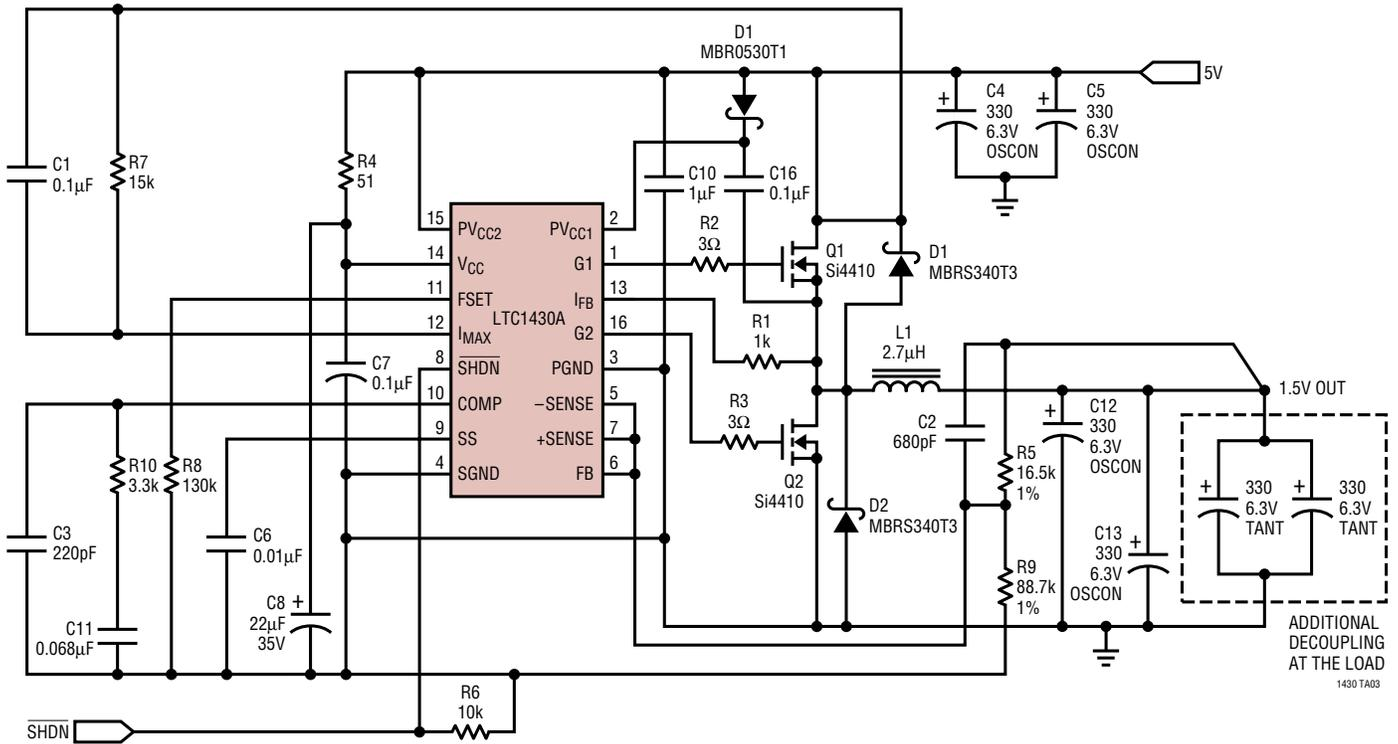 D1
MBR0530T1
5V
C4
330
6.3V
OSCON
C5
330
6.3V
OSCON
C1
0.1µF
R7
15k
R4
51
C10
1µF
C16
0.1µF
15
PVCC2
PVCC1
2
14
VCC
G1
1
11
FSET
IFB
13
LTC1430A
12
IMAX
G2
16
8
SHDN
PGND
3
10
COMP
–SENSE
5
9
SS
+SENSE
7
4
SGND
FB
6
R2
3Ω
Q1
Si4410
D1
MBRS340T3
R1
1k
L1
2.7µH
C7
0.1µF
1.5V OUT
R3
3Ω
Q2
Si4410
C2
680pF
C12
330
6.3V
OSCON
R5
16.5k
1%
330
6.3V
TANT
330
6.3V
TANT
R10
3.3k
R8
130k
D2
MBRS340T3
C3
220pF
C6
0.01µF
C13
330
6.3V
OSCON
R9
88.7k
1%
C8
22µF
35V
C11
0.068µF
ADDITIONAL
DECOUPLING
AT THE LOAD
1430 TA03
R6
10k
SHDN